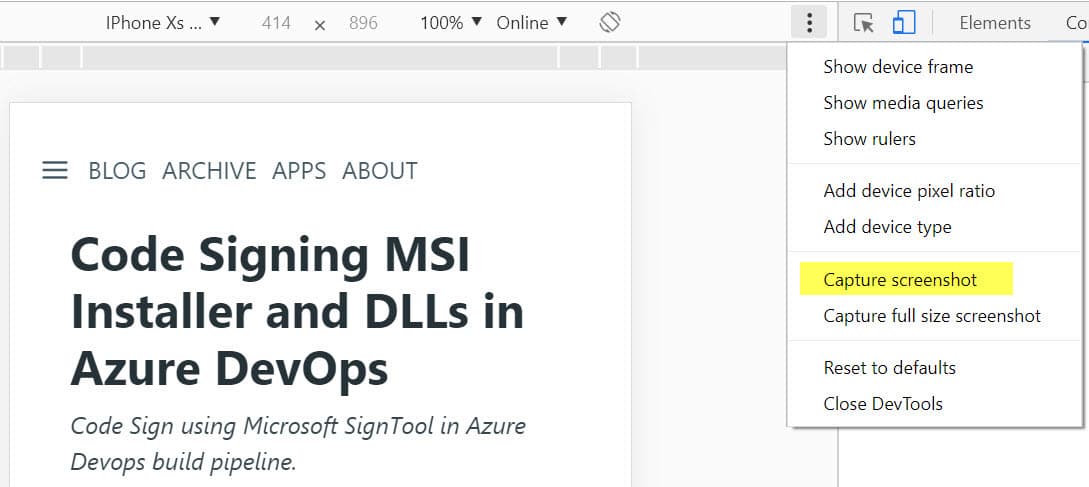 IPhone Xs ... ▼ 414 × 896 100% ▼ Online ▼ Elements Co
Show device frame
Show media queries
Show rulers
Add device pixel ratio
Add device type
Capture screenshot
Capture full size screenshot
Reset to defaults
Close DevTools
BLOG ARCHIVE APPS ABOUT
Code Signing MSI
Installer and DLLs in
Azure DevOps
Code Sign using Microsoft SignTool in Azure
Devops build pipeline.